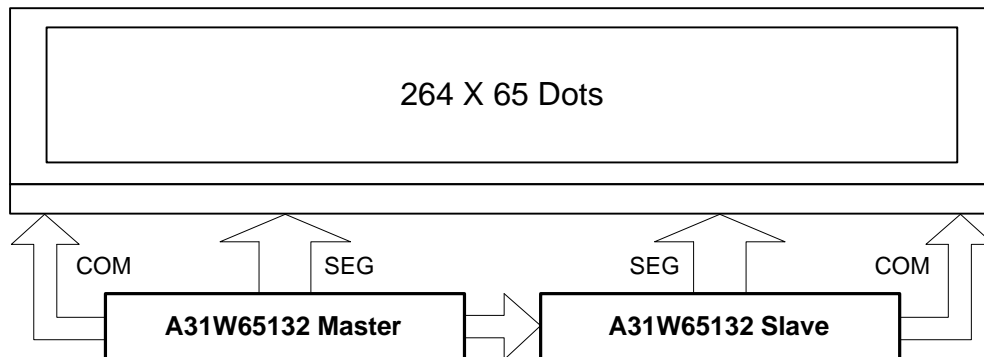 264 X 65 Dots
COM SEG SEG COM
A31W65132 Master A31W65132 Slave